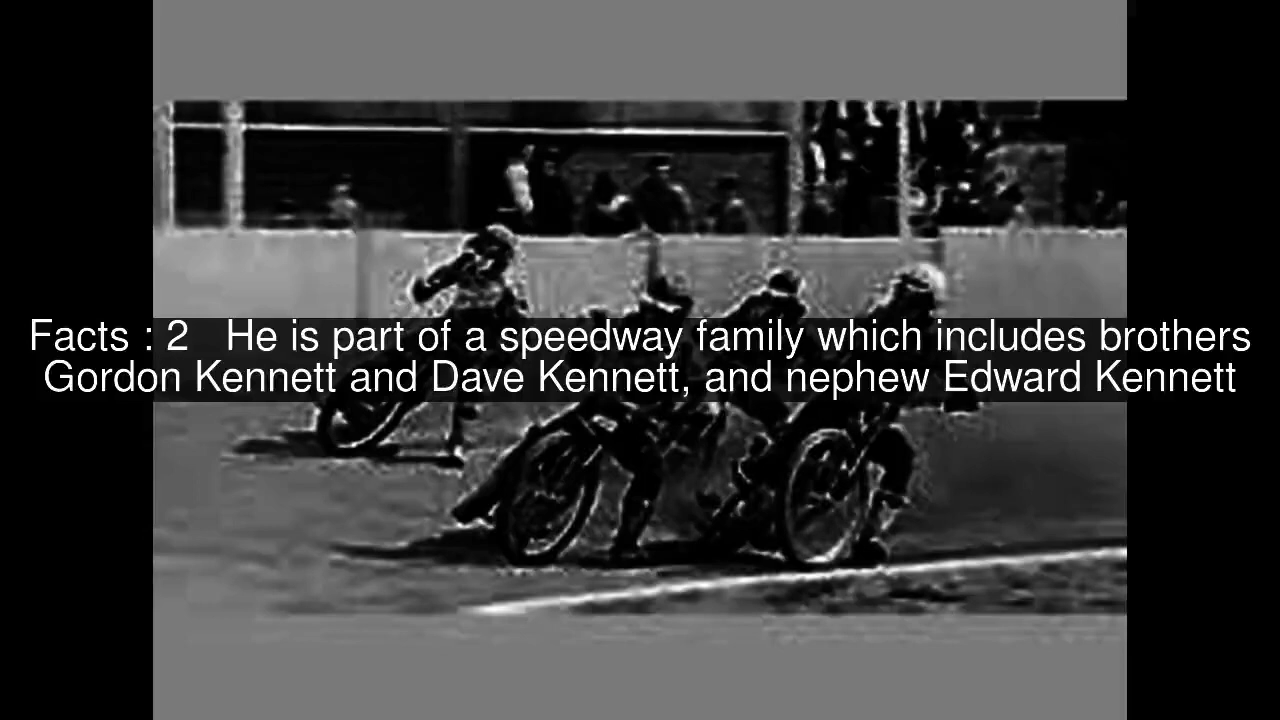 Facts : 2 He is part of a speedway family which includes brothers
Gordon Kennett and Dave Kennett, and nephew Edward Kennett